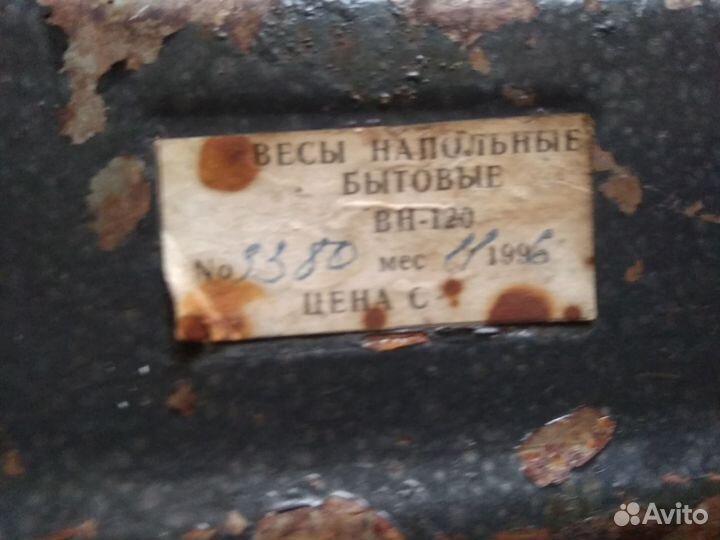 ВЕСЫ НАПОЛЬНЫЕ
БЫТОВЫЕ
ВН-120
No 3380 мес 11 1996
ЦЕНА С
Avito